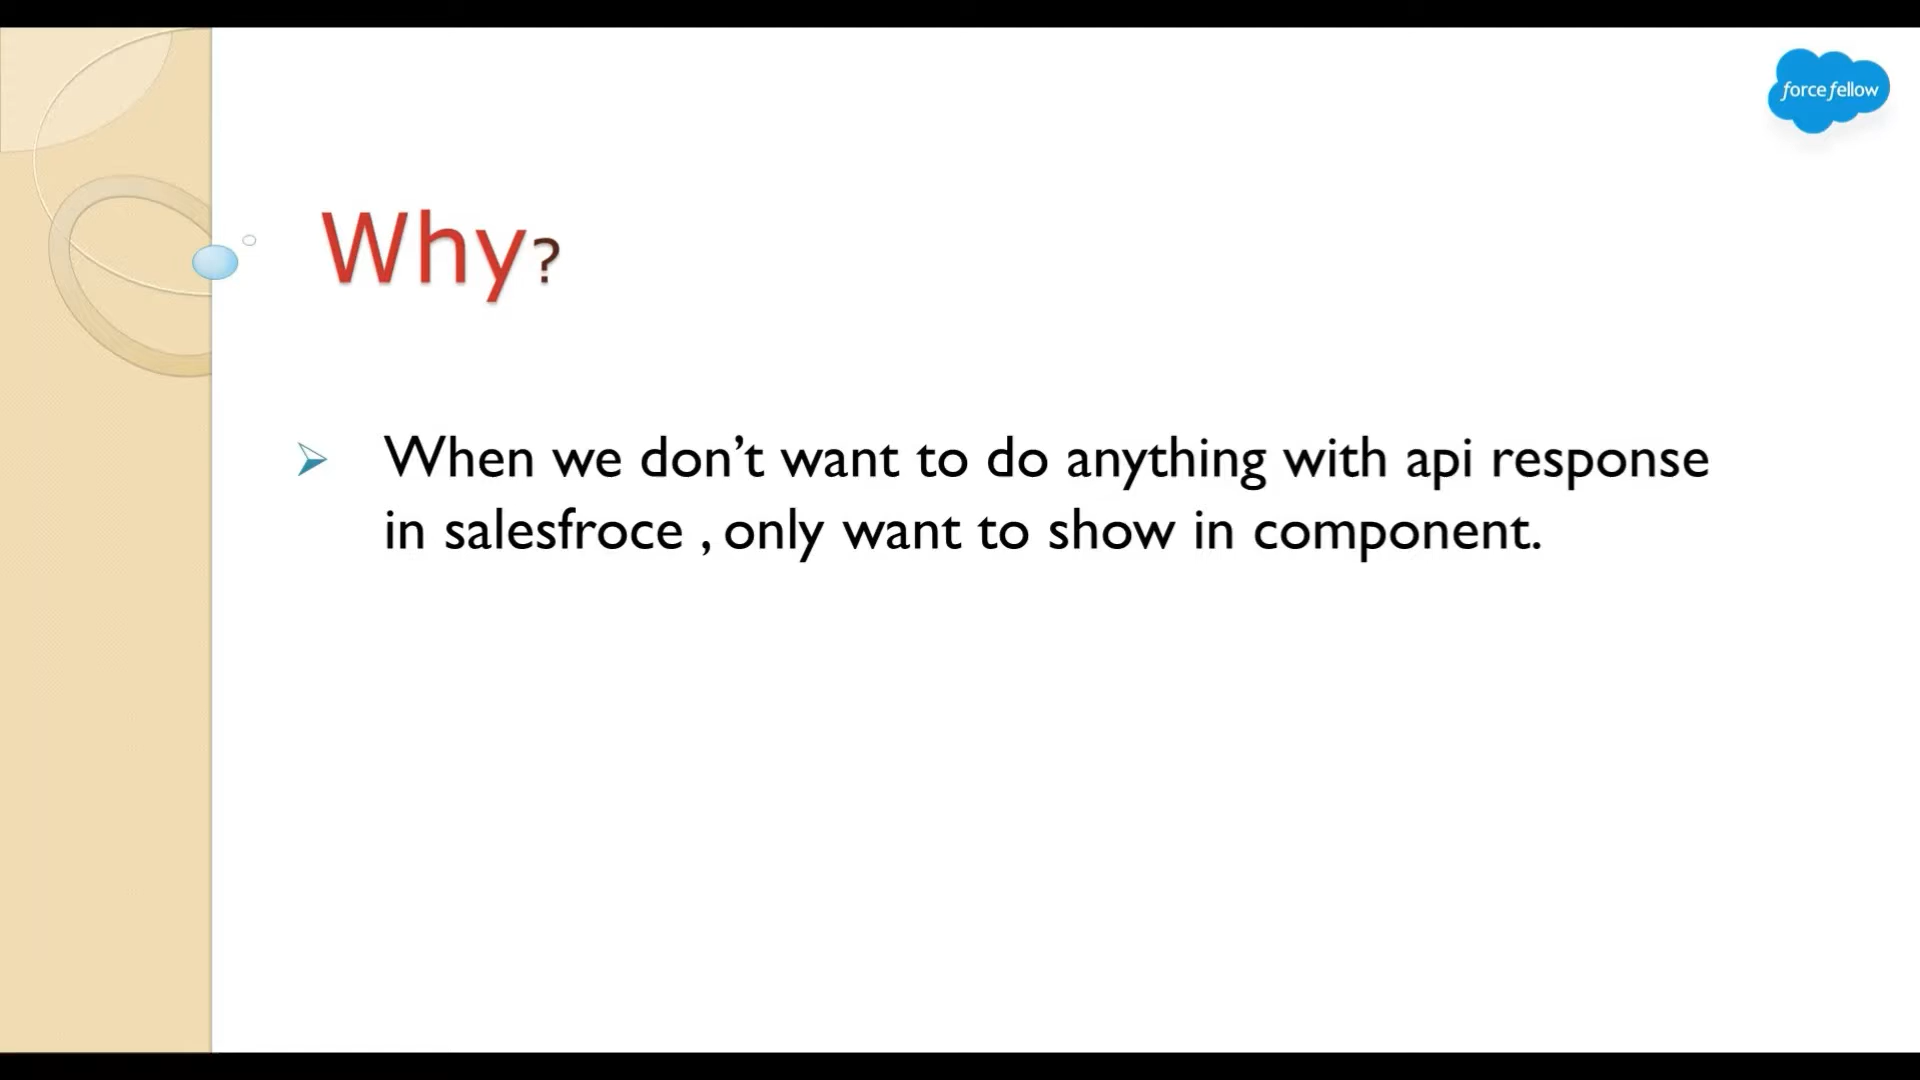 force fellow
Why?
When we don’t want to do anything with api response
in salesfroce , only want to show in component.